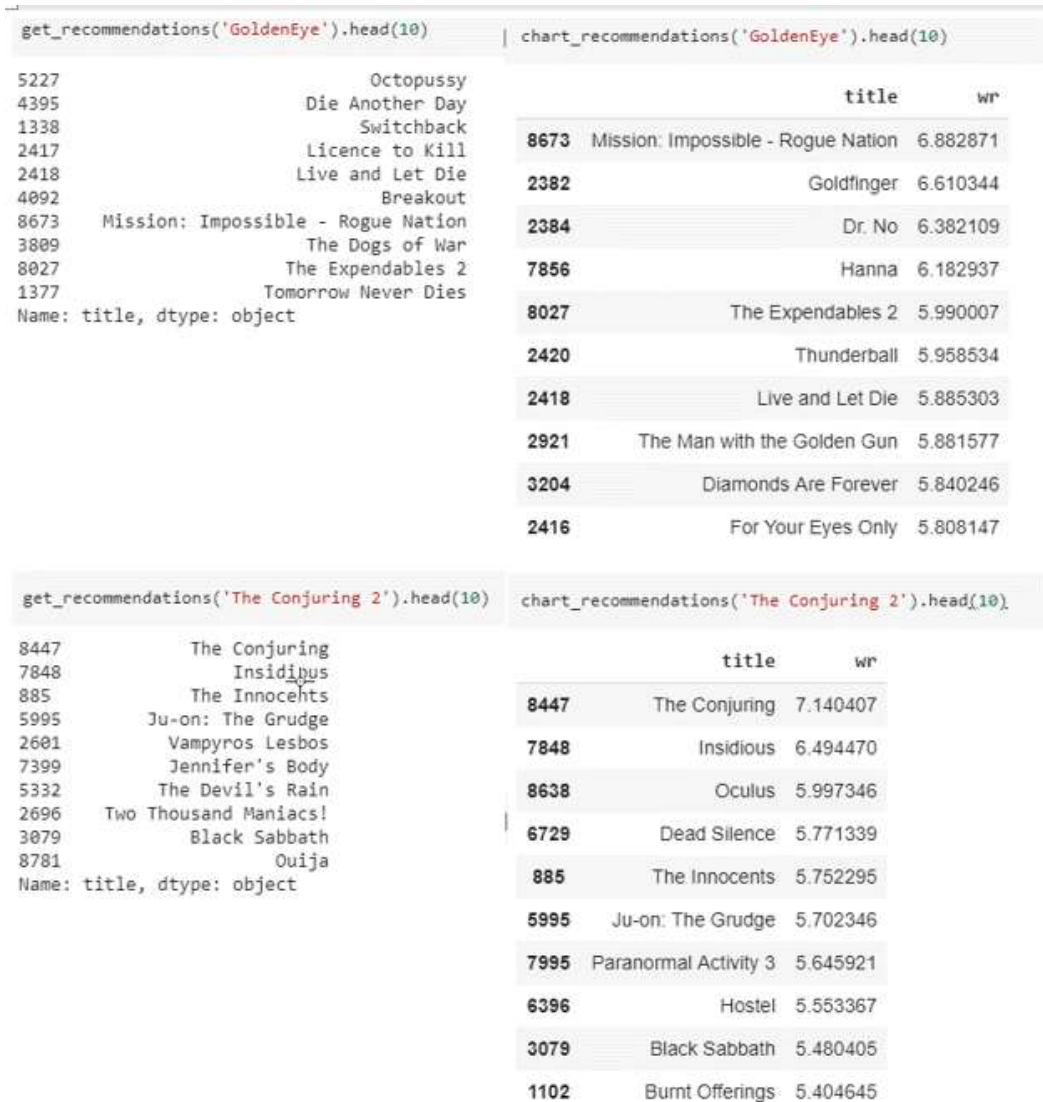 get_recommendations('GoldenEye').head(10)
5227 Octopussy
4395 Die Another Day
1338 Switchback
2417 Licence to Kill
2418 Live and Let Die
4092 Breakout
8673 Mission: Impossible - Rogue Nation
3809 The Dogs of War
8027 The Expendables 2
1377 Tomorrow Never Dies
Name: title, dtype: object
chart_recommendations('GoldenEye').head(10)
title wr
8673 Mission: Impossible - Rogue Nation 6.882871
2382 Goldfinger 6.610344
2384 Dr. No 6.382109
7856 Hanna 6.182937
8027 The Expendables 2 5.990007
2420 Thunderball 5.958534
2418 Live and Let Die 5.885303
2921 The Man with the Golden Gun 5.881577
3204 Diamonds Are Forever 5.840246
2416 For Your Eyes Only 5.808147
get_recommendations('The Conjuring 2').head(10)
8447 The Conjuring
7848 Insidious
885 The Innocents
5995 Ju-on: The Grudge
2601 Vampyros Lesbos
7399 Jennifer's Body
5332 The Devil's Rain
2696 Two Thousand Maniacs!
3079 Black Sabbath
8781 Ouija
Name: title, dtype: object
chart_recommendations('The Conjuring 2').head(10)
title wr
8447 The Conjuring 7.140407
7848 Insidious 6.494470
8638 Oculus 5.997346
6729 Dead Silence 5.771339
885 The Innocents 5.752295
5995 Ju-on: The Grudge 5.702346
7995 Paranormal Activity 3 5.645921
6396 Hostel 5.553367
3079 Black Sabbath 5.480405
1102 Burnt Offerings 5.404645